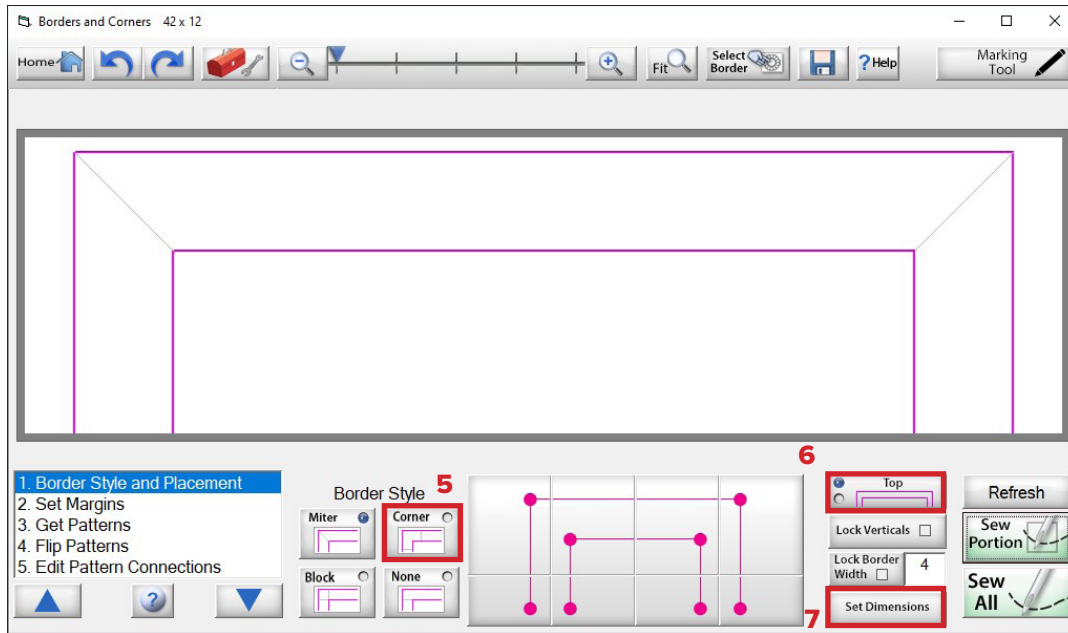 Borders and Corners 42 x 12
Home
Fit
Select
Border
? Help
Marking
Tool
1. Border Style and Placement
2. Set Margins
3. Get Patterns
4. Flip Patterns
5. Edit Pattern Connections
?
Border Style
5
Miter
Corner
Block
None
6
Top
Lock Verticals
Lock Border
Width
4
7
Set Dimensions
Refresh
Sew
Portion
Sew
All